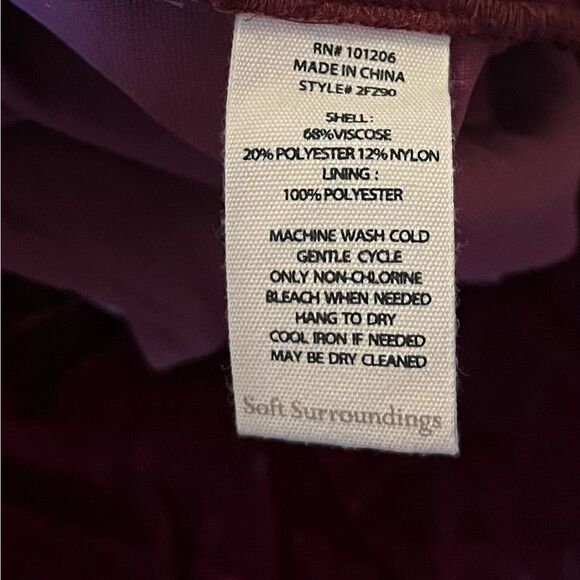 RN# 101206
MADE IN CHINA
STYLE# 2FZ90
SHELL :
68%VISCOSE
20% POLYESTER 12% NYLON
LINING :
100% POLYESTER
MACHINE WASH COLD
GENTLE CYCLE
ONLY NON-CHLORINE
BLEACH WHEN NEEDED
HANG TO DRY
COOL IRON IF NEEDED
MAY BE DRY CLEANED
Soft Surroundings